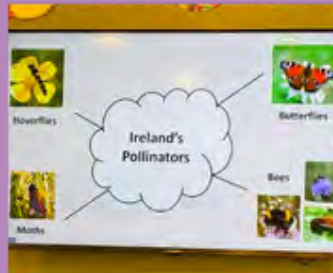 Hoverflies
Butterflies
Ireland's
Pollinators
Bees
Moths